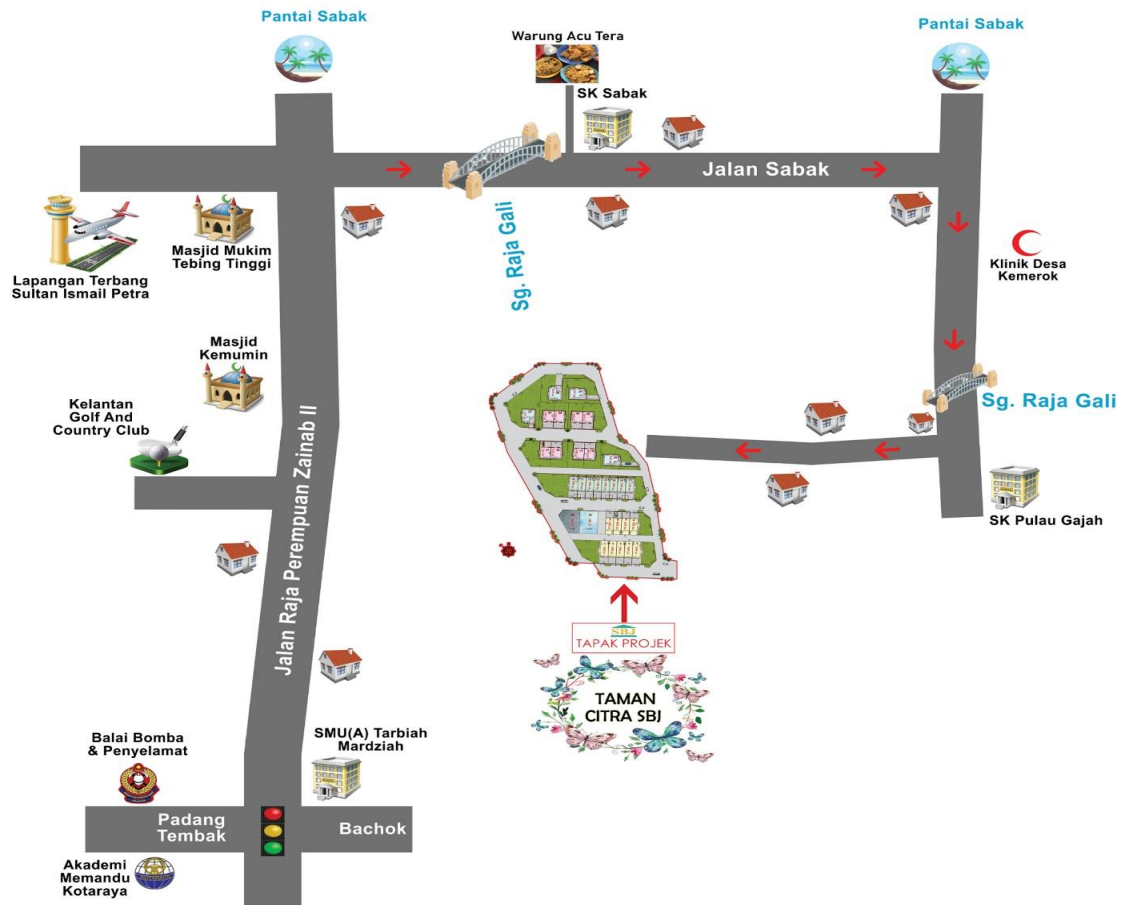 Pantai Sabak
Pantai Sabak
Warung Acu Tera
SK Sabak
Jalan Sabak
Sg. Raja Gali
Masjid Mukim
Tebing Tinggi
Lapangan Terbang
Sultan Ismail Petra
Klinik Desa
Kemerok
Masjid
Kemumin
Kelantan
Golf And
Country Club
Sg. Raja Gali
Jalan Raja Perempuan Zainab II
SK Pulau Gajah
SBJ
TAPAK PROJEK
TAMAN
CITRA SBJ
Balai Bomba
& Penyelamat
SMU(A) Tarbiah
Mardziah
Padang
Tembak
Bachok
Akademi
Memandu
Kotaraya